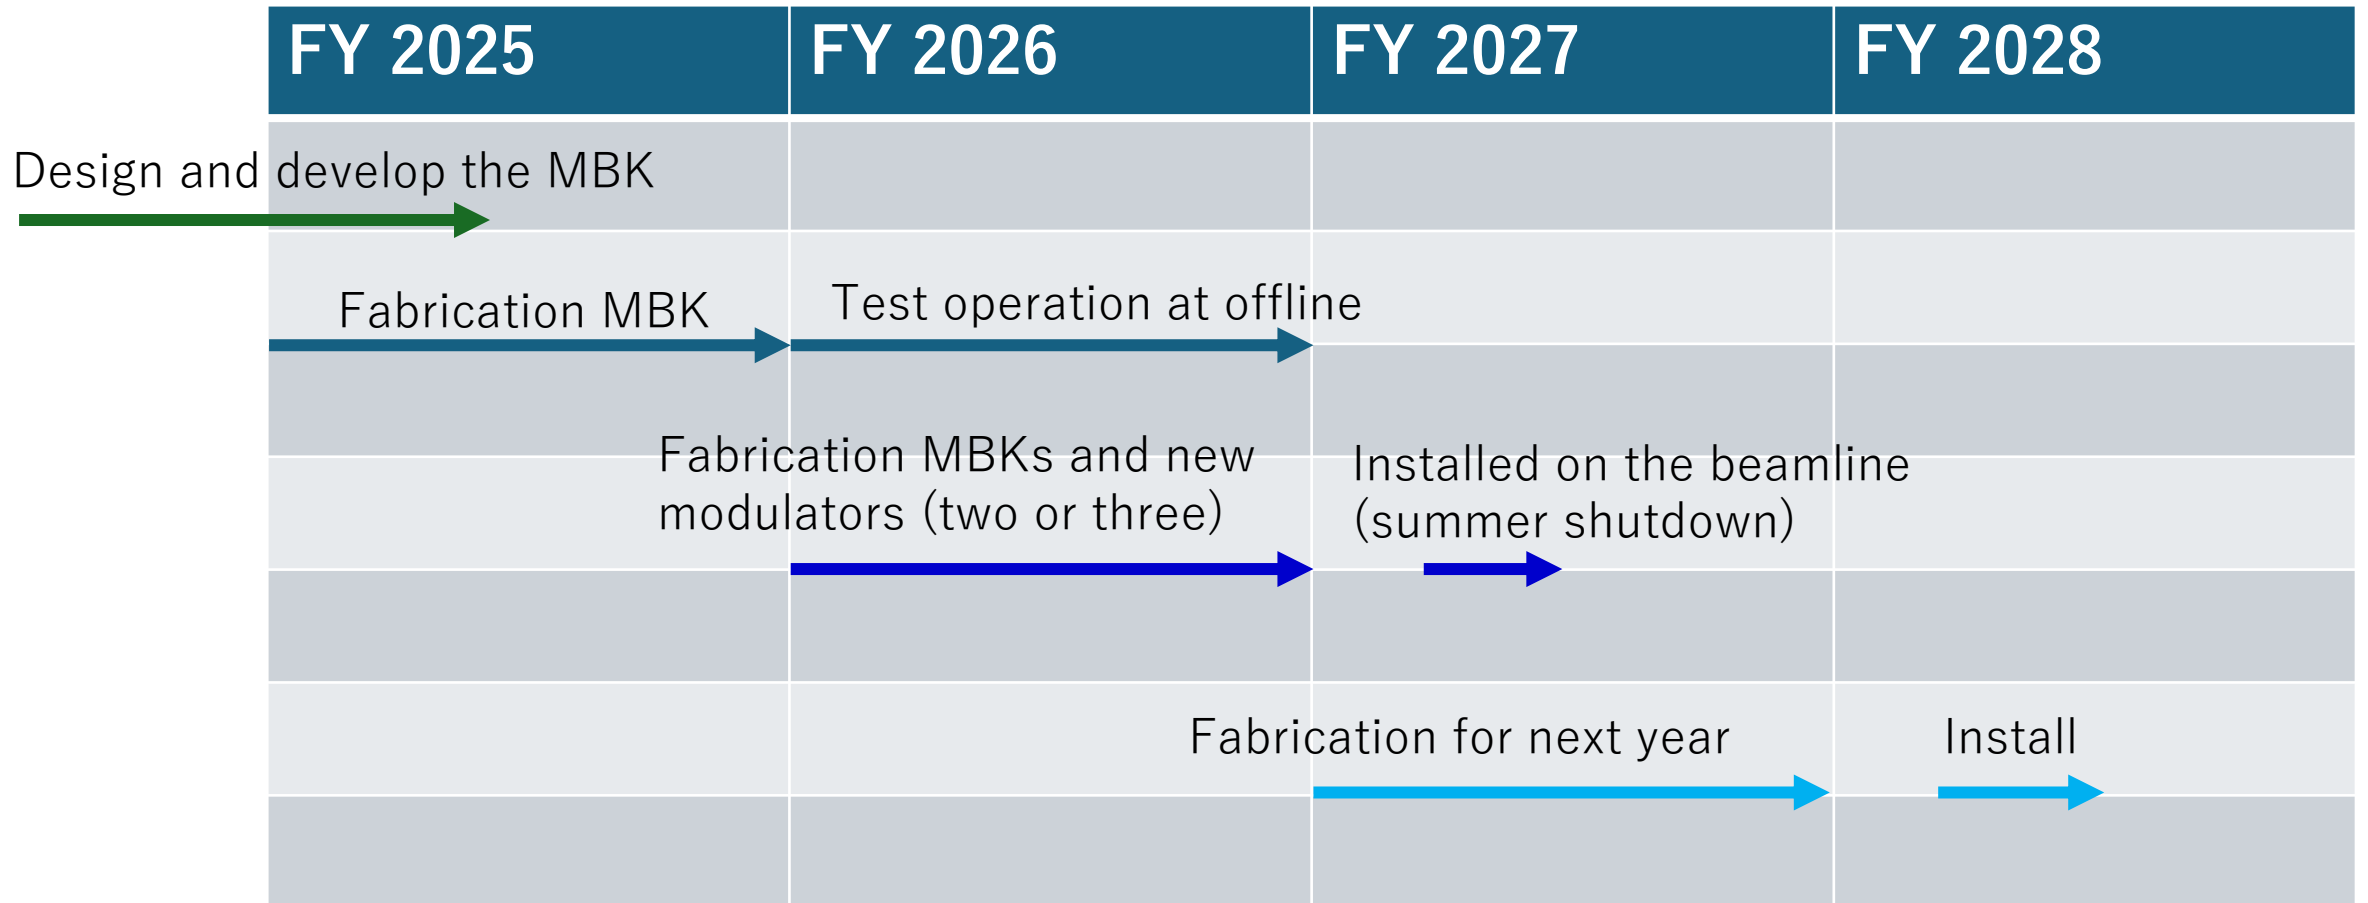 FY 2025
FY 2026
FY 2027
FY 2028
Design and develop the MBK
Fabrication MBK
Test operation at offline
Fabrication MBKs and new
modulators (two or three)
Installed on the beamline
(summer shutdown)
Fabrication for next year
Install